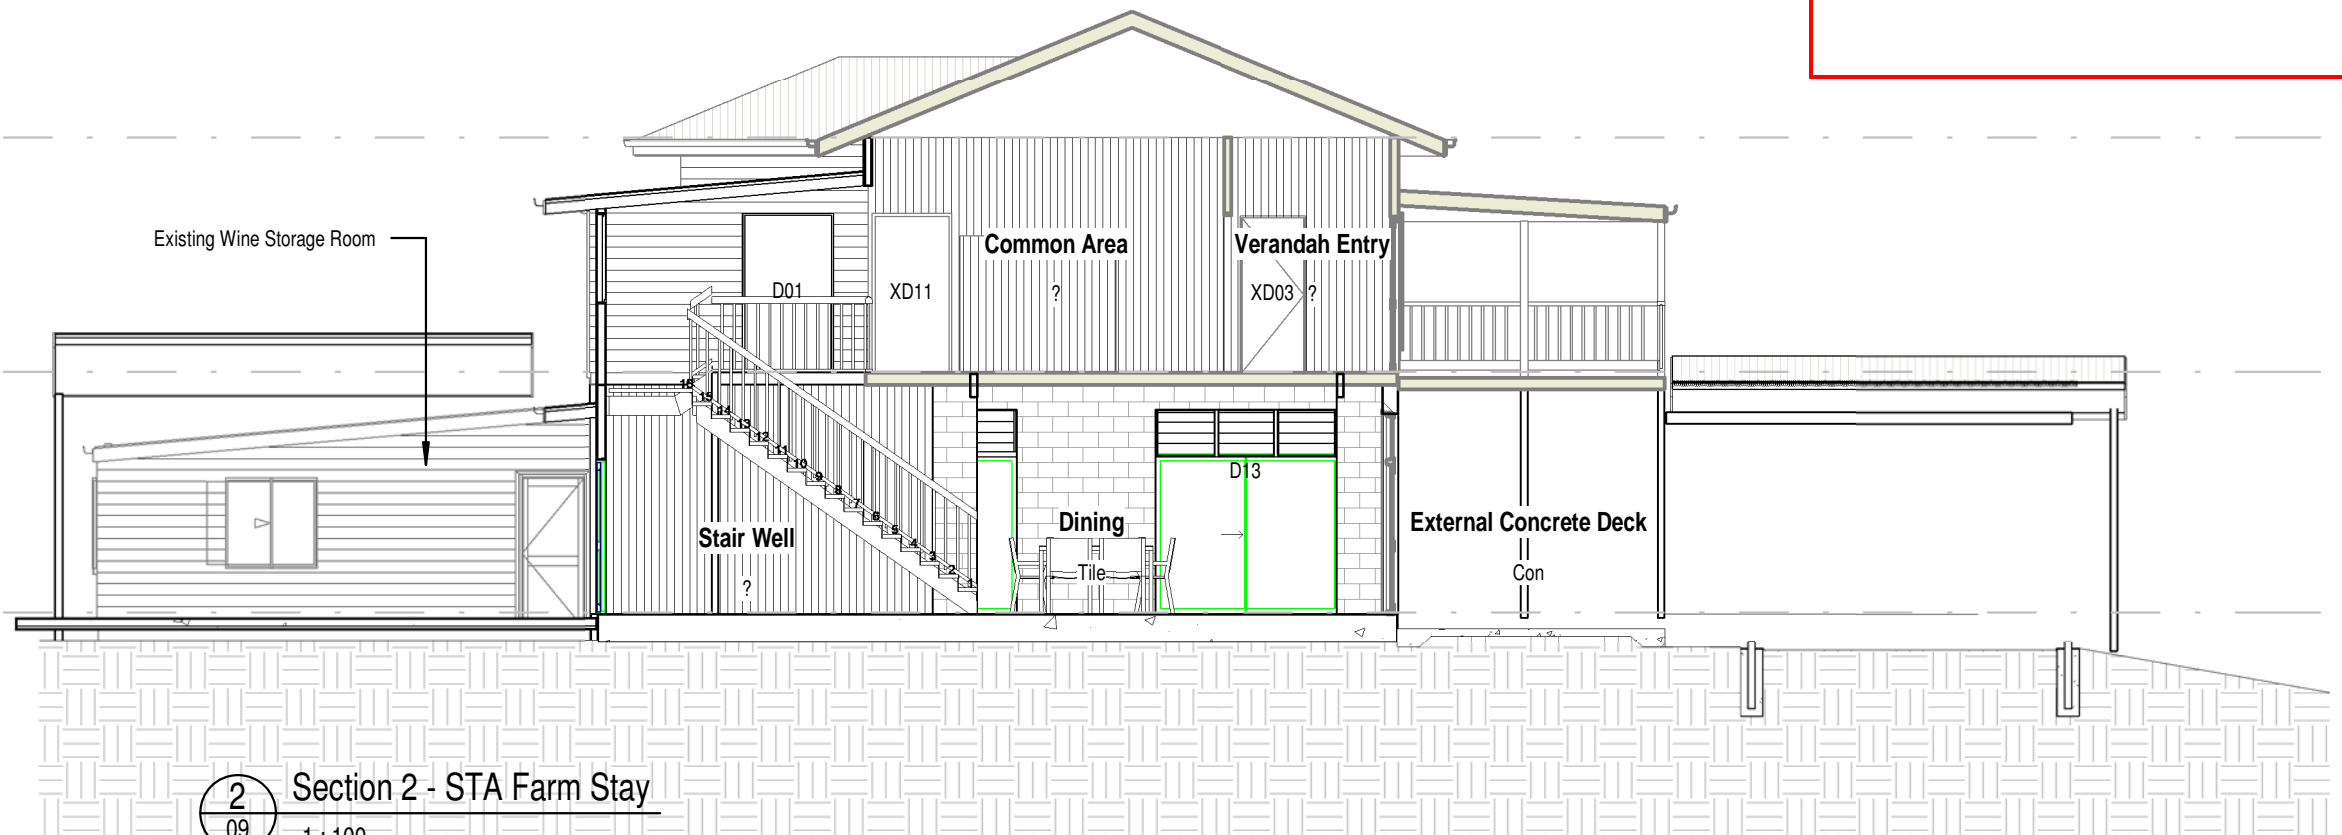 Existing Wine Storage Room
Common Area
?
Verandah Entry
?
D01
XD11
XD03
16
15
14
13
12
11
10
9
8
7
6
5
4
3
2
1
D13
Stair Well
?
Dining
Tile
External Concrete Deck
Con
2
09
Section 2 - STA Farm Stay
1 : 100